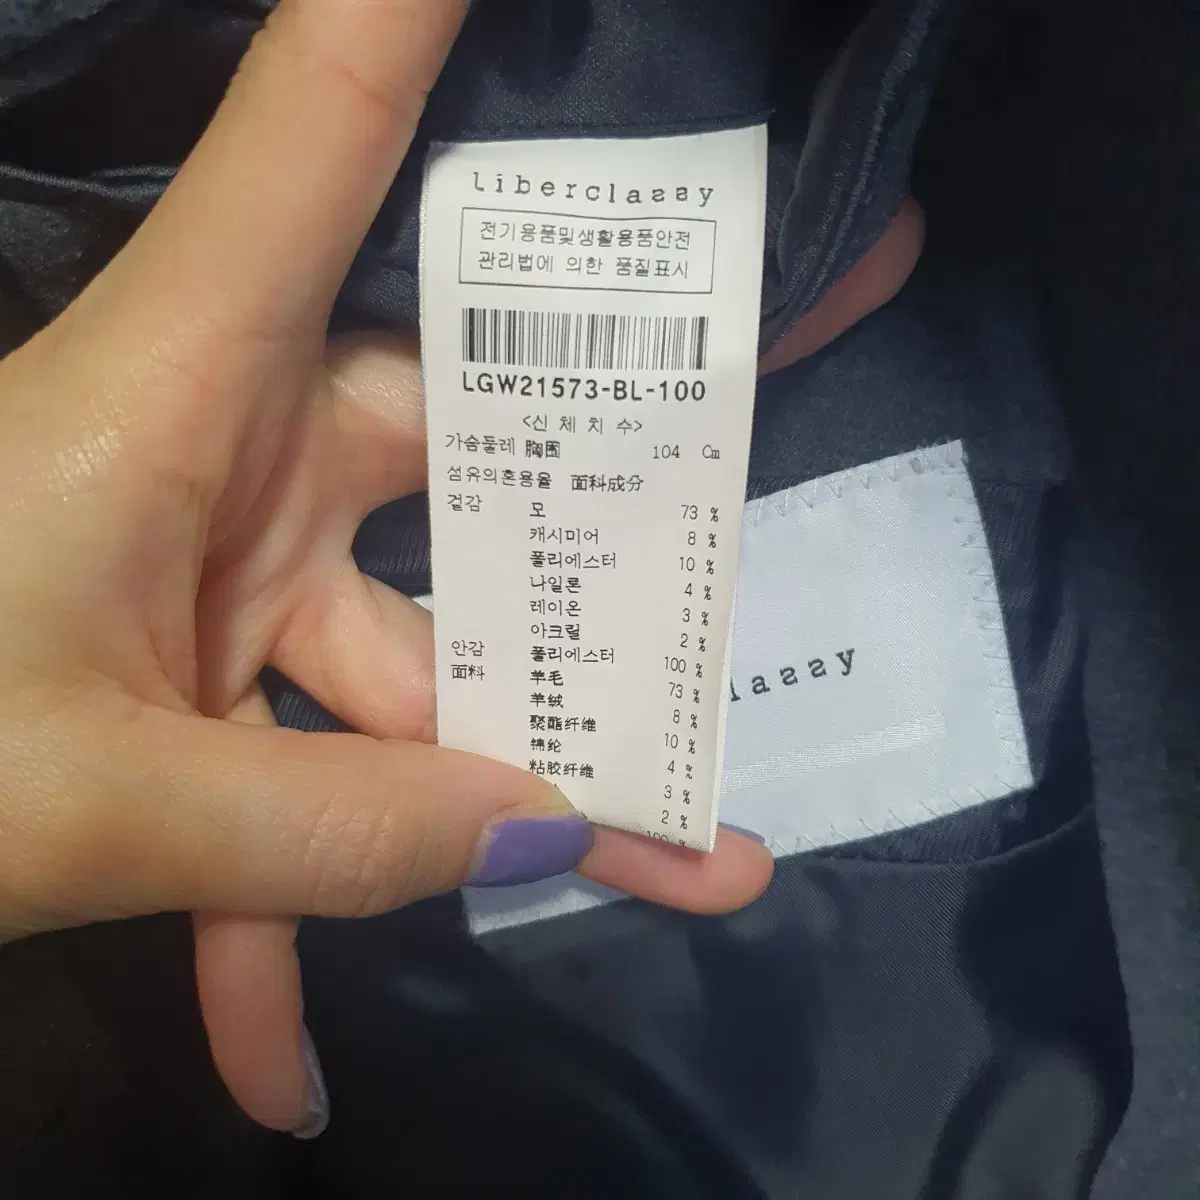 Liberclassy
전기용품및생활용품안전
관리법에 의한 품질표시
LGW21573-BL-100
<신 체 치 수>
가슴둘레 胸围 104 Cm
섬유의혼용율 面料成分
겉감 모 73 %
캐시미어 8 %
폴리에스터 10 %
나일론 4 %
레이온 3 %
아크릴 2 %
안감 폴리에스터 100 %
面料 羊毛 73 %
羊绒 8 %
聚酯纤维 10 %
锦纶 4 %
粘胶纤维 3 %
2 %
100 %
lassy